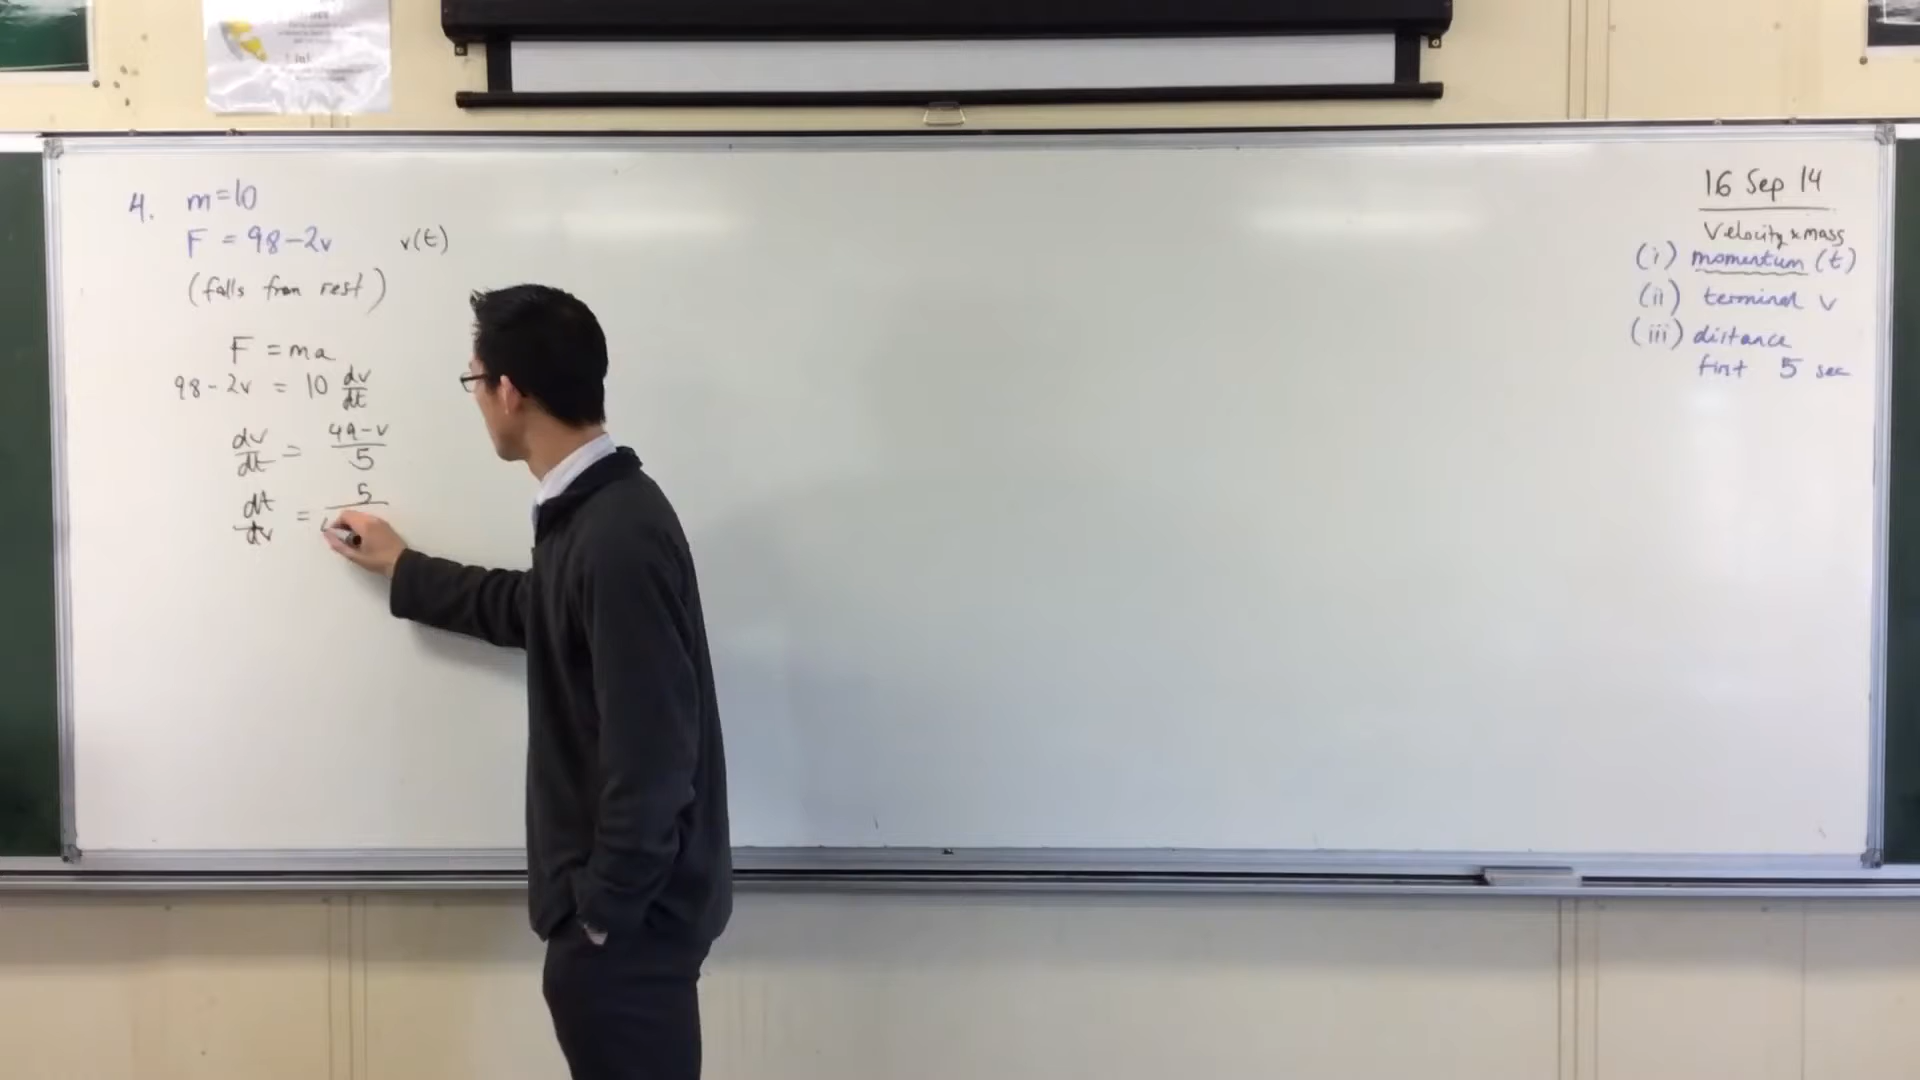 4. m=10
F = 98-2v v(t)
(falls from rest)
F = ma
98-2v = 10 dv/dt
dv/dt = 49-v/5
dt/dv = 5/
16 Sep 14
Velocity x mass
(i) momentum (t)
(ii) terminal v
(iii) distance
first 5 sec